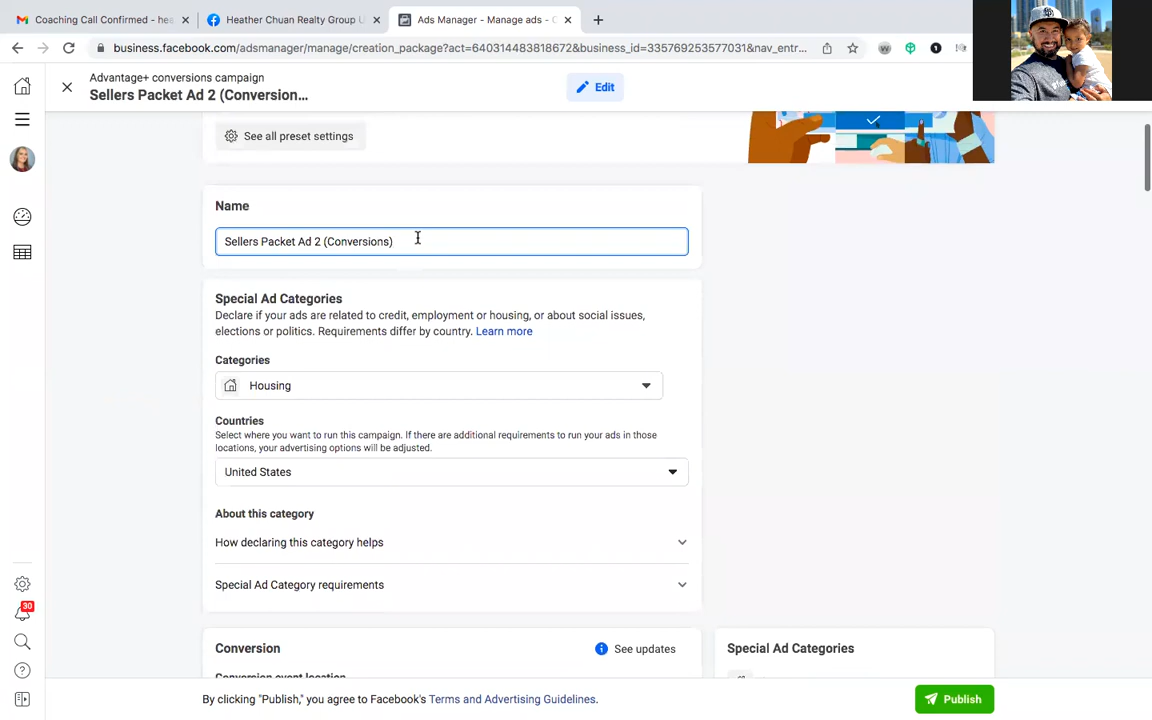 Coaching Call Confirmed - hea
Heather Chuan Realty Group U
Ads Manager - Manage ads - C
business.facebook.com/adsmanager/manage/creation_package?act=640314483818672&business_id=335769253577031&nav_entr...
Advantage+ conversions campaign
Sellers Packet Ad 2 (Conversion...
Edit
See all preset settings
Name
Sellers Packet Ad 2 (Conversions)
Special Ad Categories
Declare if your ads are related to credit, employment or housing, or about social issues,
elections or politics. Requirements differ by country. Learn more
Categories
Housing
Countries
Select where you want to run this campaign. If there are additional requirements to run your ads in those
locations, your advertising options will be adjusted.
United States
About this category
How declaring this category helps
Special Ad Category requirements
30
Conversion
See updates
Special Ad Categories
Conversion event location
By clicking "Publish," you agree to Facebook's Terms and Advertising Guidelines.
Publish